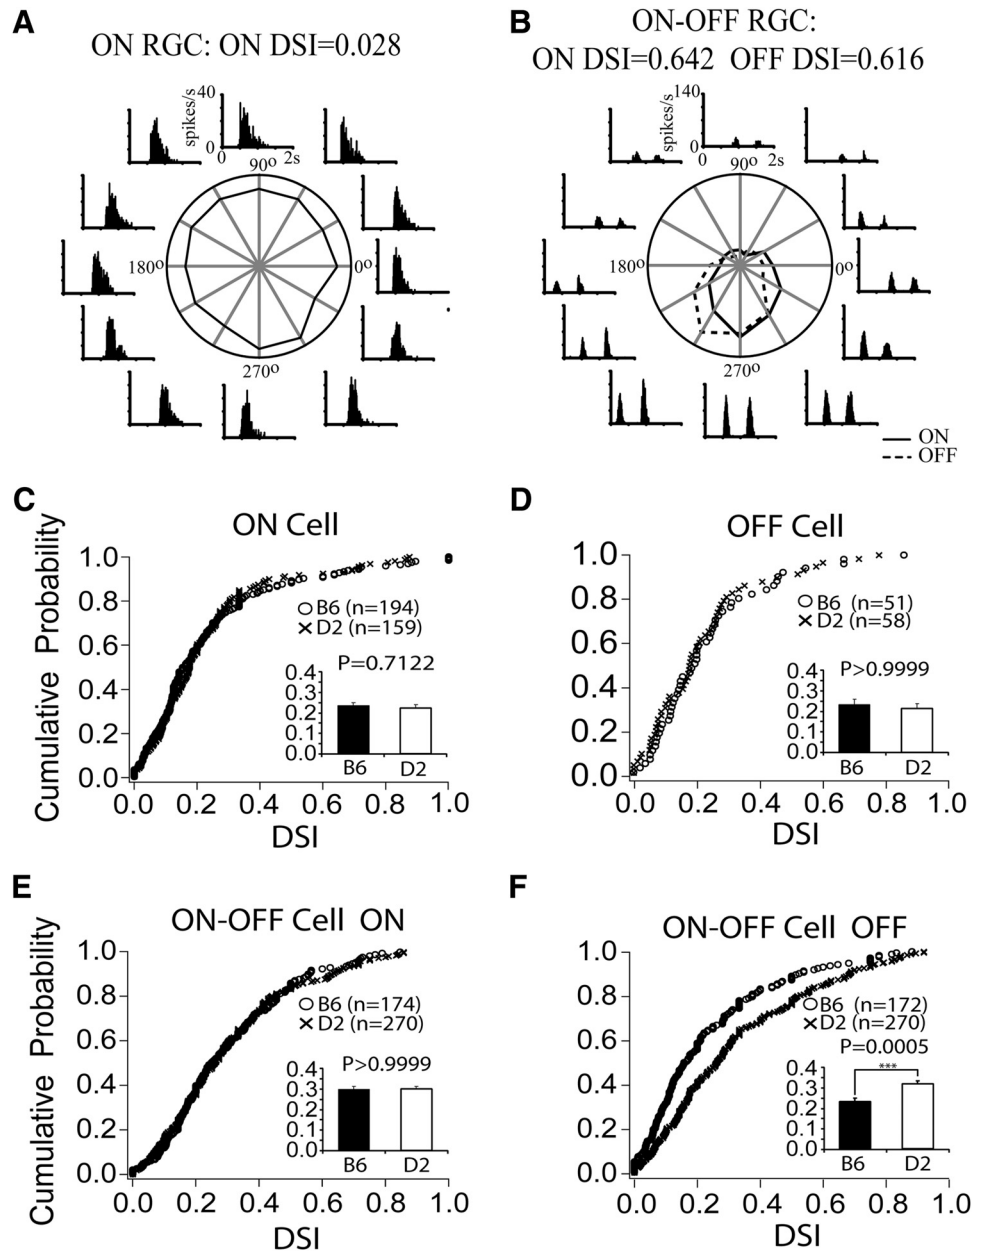 A
ON RGC: ON DSI=0.028
40
spikes/s
0
0
2s
90º
180º
0º
270º
B
ON-OFF RGC:
ON DSI=0.642 OFF DSI=0.616
140
spikes/s
0
0
2s
90º
180º
0º
270º
ON
OFF
C
ON Cell
Cumulative Probability
1.0
0.8
0.6
0.4
0.2
0.0
B6 (n=194)
D2 (n=159)
P=0.7122
0.4
0.3
0.2
0.1
0.0
B6 D2
0.0 0.2 0.4 0.6 0.8 1.0
DSI
D
OFF Cell
1.0
0.8
0.6
0.4
0.2
0.0
B6 (n=51)
D2 (n=58)
P>0.9999
0.4
0.3
0.2
0.1
0.0
B6 D2
0.0 0.2 0.4 0.6 0.8 1.0
DSI
E
ON-OFF Cell ON
Cumulative Probability
1.0
0.8
0.6
0.4
0.2
0.0
B6 (n=174)
D2 (n=270)
P>0.9999
0.4
0.3
0.2
0.1
0.0
B6 D2
0.0 0.2 0.4 0.6 0.8 1.0
DSI
F
ON-OFF Cell OFF
1.0
0.8
0.6
0.4
0.2
0.0
B6 (n=172)
D2 (n=270)
P=0.0005
***
0.4
0.3
0.2
0.1
0.0
B6 D2
0.0 0.2 0.4 0.6 0.8 1.0
DSI